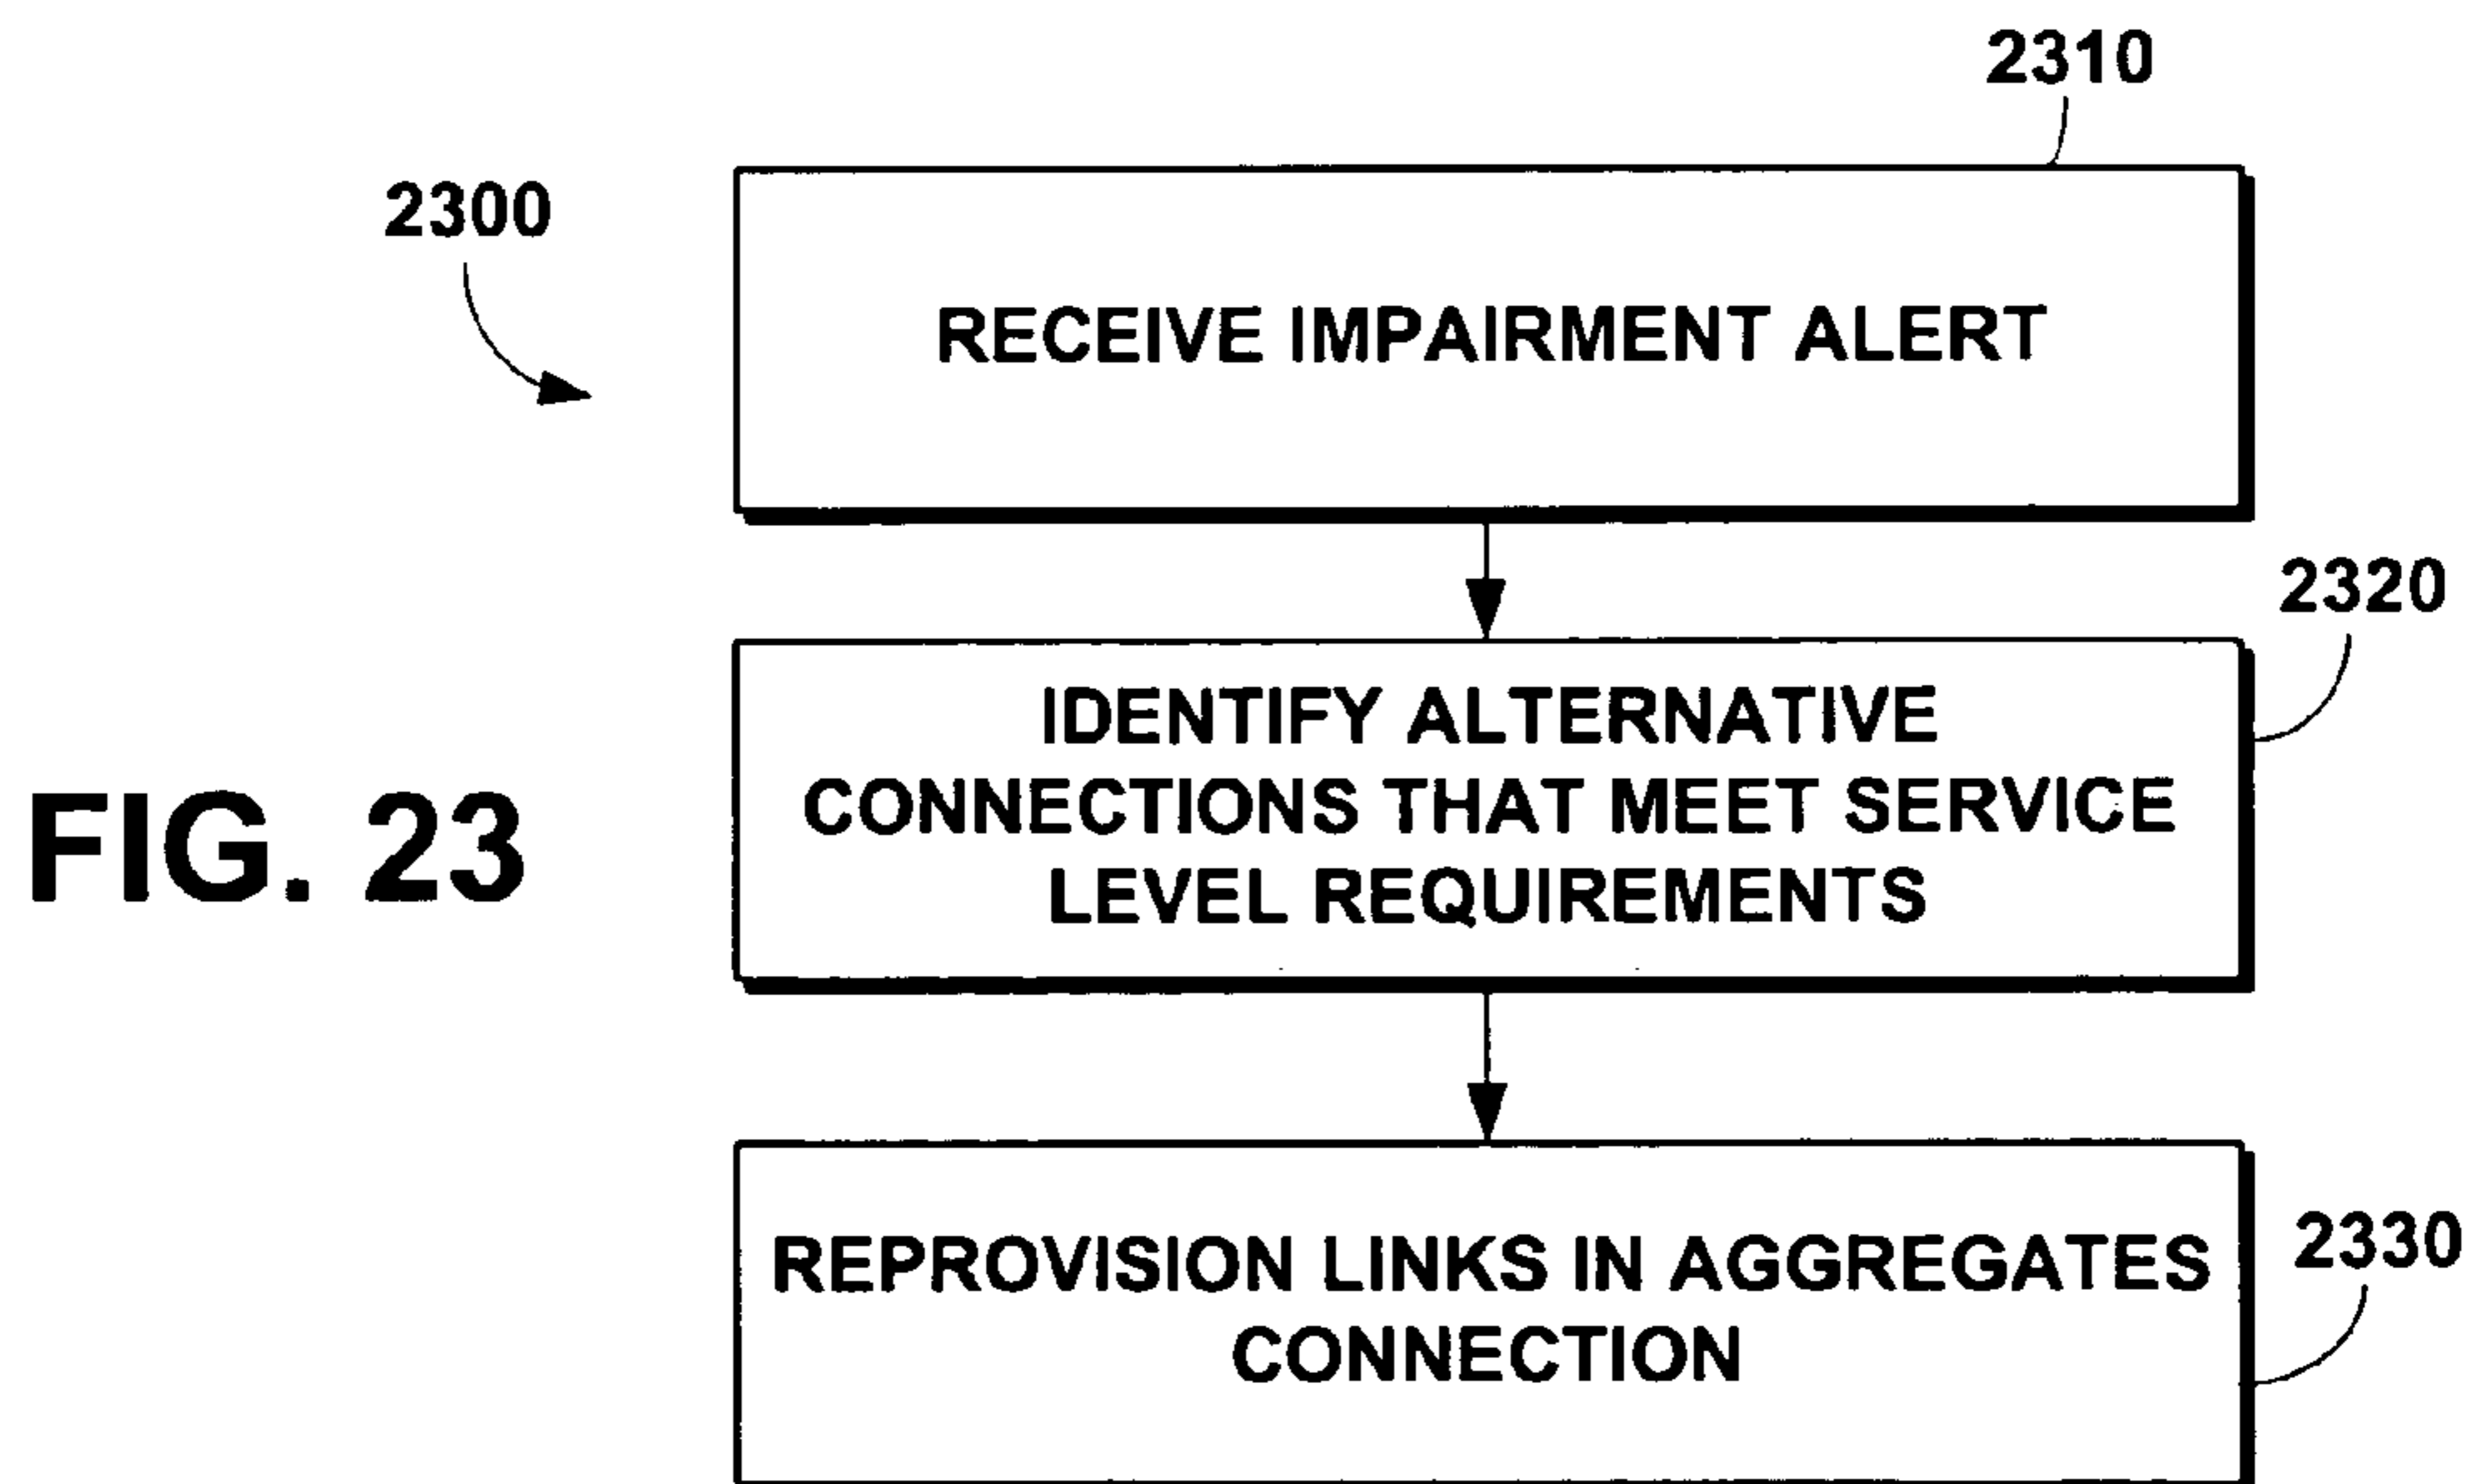 2310
2300
RECEIVE IMPAIRMENT ALERT
2320
IDENTIFY ALTERNATIVE
CONNECTIONS THAT MEET SERVICE
LEVEL REQUIREMENTS
FIG. 23
2330
REPROVISION LINKS IN AGGREGATES
CONNECTION